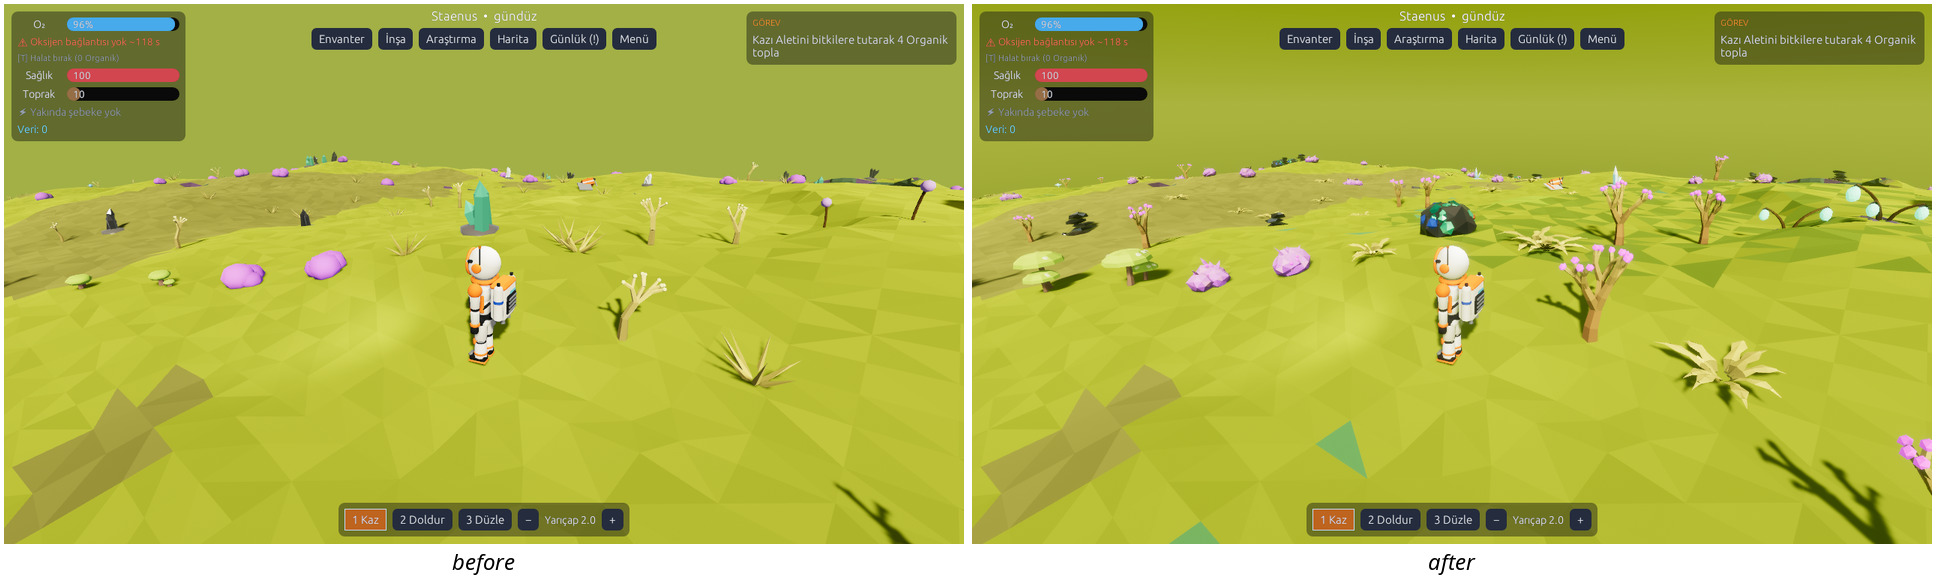 O₂ 96%
⚠ Oksijen bağlantısı yok ~118 s
[T] Halat bırak (0 Organik)
Sağlık 100
Toprak 10
⚡ Yakında şebeke yok
Veri: 0
Staenus • gündüz
Envanter İnşa Araştırma Harita Günlük (!) Menü
GÖREV
Kazı Aletini bitkilere tutarak 4 Organik
topla
1 Kaz 2 Doldur 3 Düzle − Yarıçap 2.0 +
before
O₂ 96%
⚠ Oksijen bağlantısı yok ~118 s
[T] Halat bırak (0 Organik)
Sağlık 100
Toprak 10
⚡ Yakında şebeke yok
Veri: 0
Staenus • gündüz
Envanter İnşa Araştırma Harita Günlük (!) Menü
GÖREV
Kazı Aletini bitkilere tutarak 4 Organik
topla
1 Kaz 2 Doldur 3 Düzle − Yarıçap 2.0 +
after